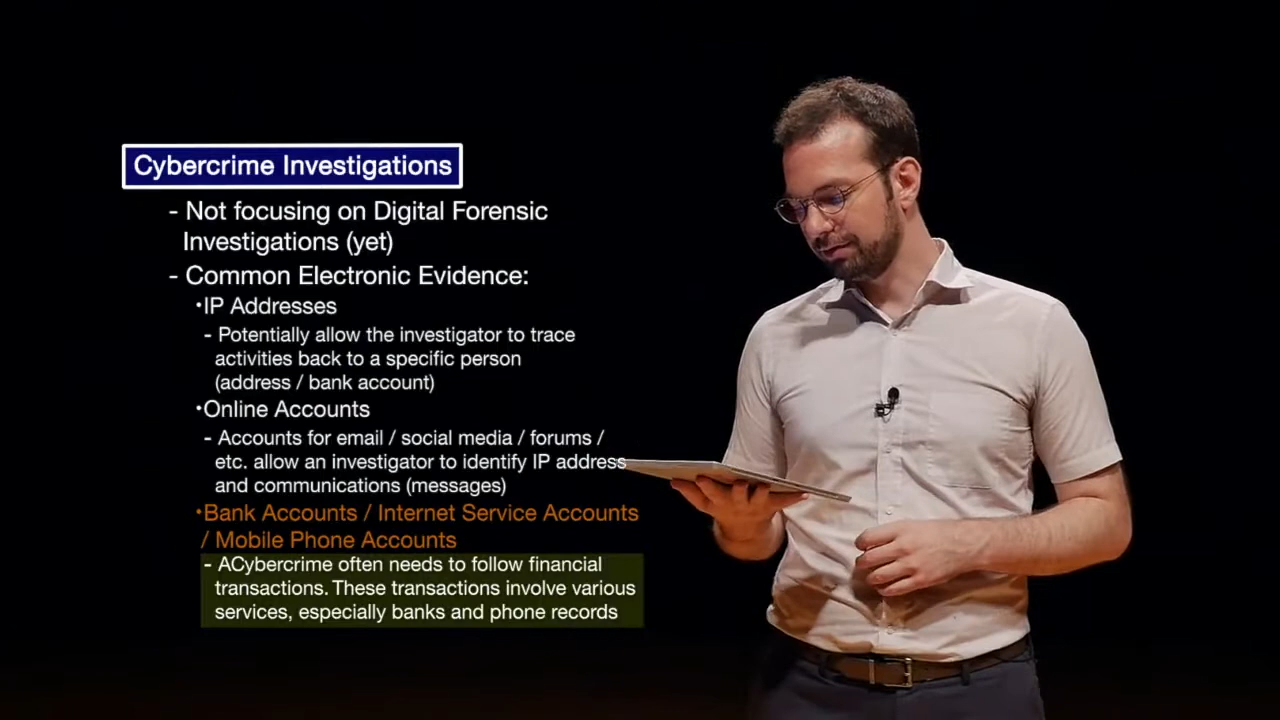 Cybercrime Investigations
- Not focusing on Digital Forensic
Investigations (yet)
- Common Electronic Evidence:
•IP Addresses
- Potentially allow the investigator to trace
activities back to a specific person
(address / bank account)
•Online Accounts
- Accounts for email / social media / forums /
etc. allow an investigator to identify IP address
and communications (messages)
•Bank Accounts / Internet Service Accounts
/ Mobile Phone Accounts
- ACybercrime often needs to follow financial
transactions. These transactions involve various
services, especially banks and phone records